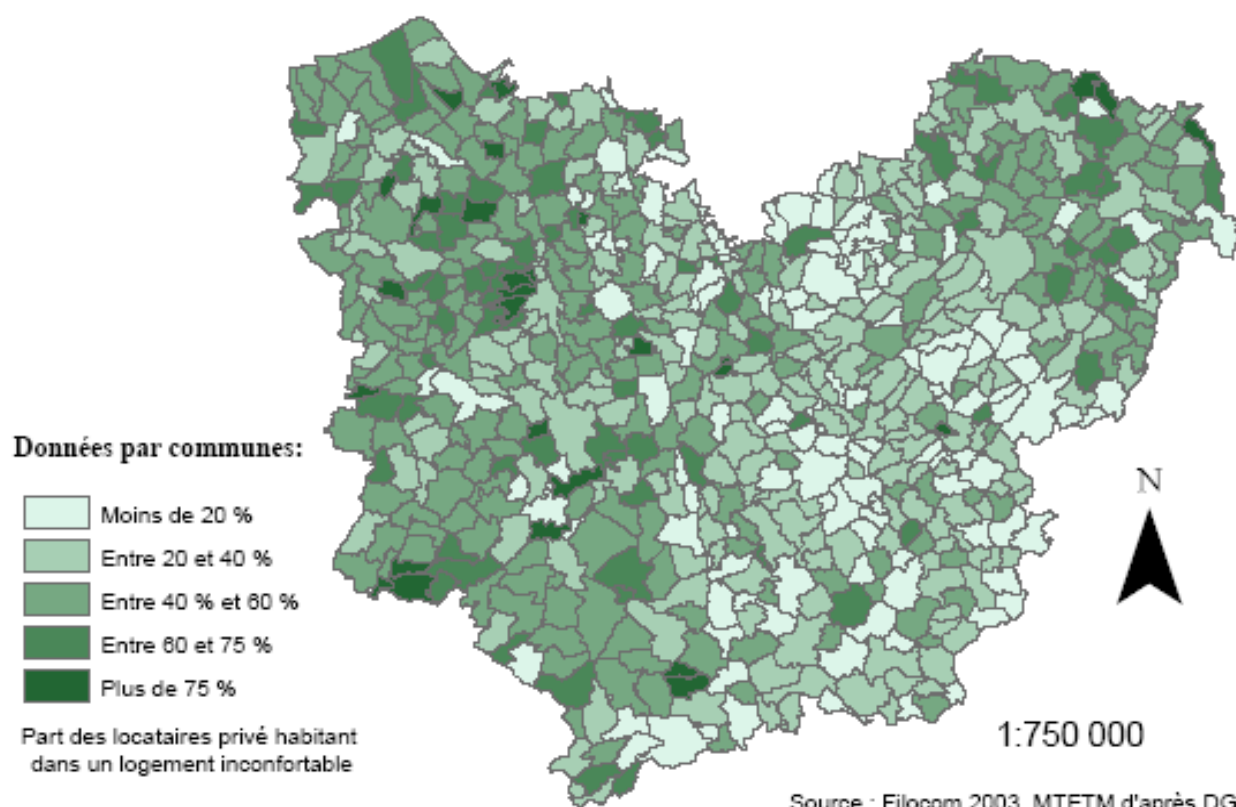 Données par communes:
Moins de 20 %
Entre 20 et 40 %
Entre 40 % et 60 %
Entre 60 et 75 %
Plus de 75 %
Part des locataires privé habitant
dans un logement inconfortable
N
1:750 000
Source : Filocom 2003, MTETM d'après DG